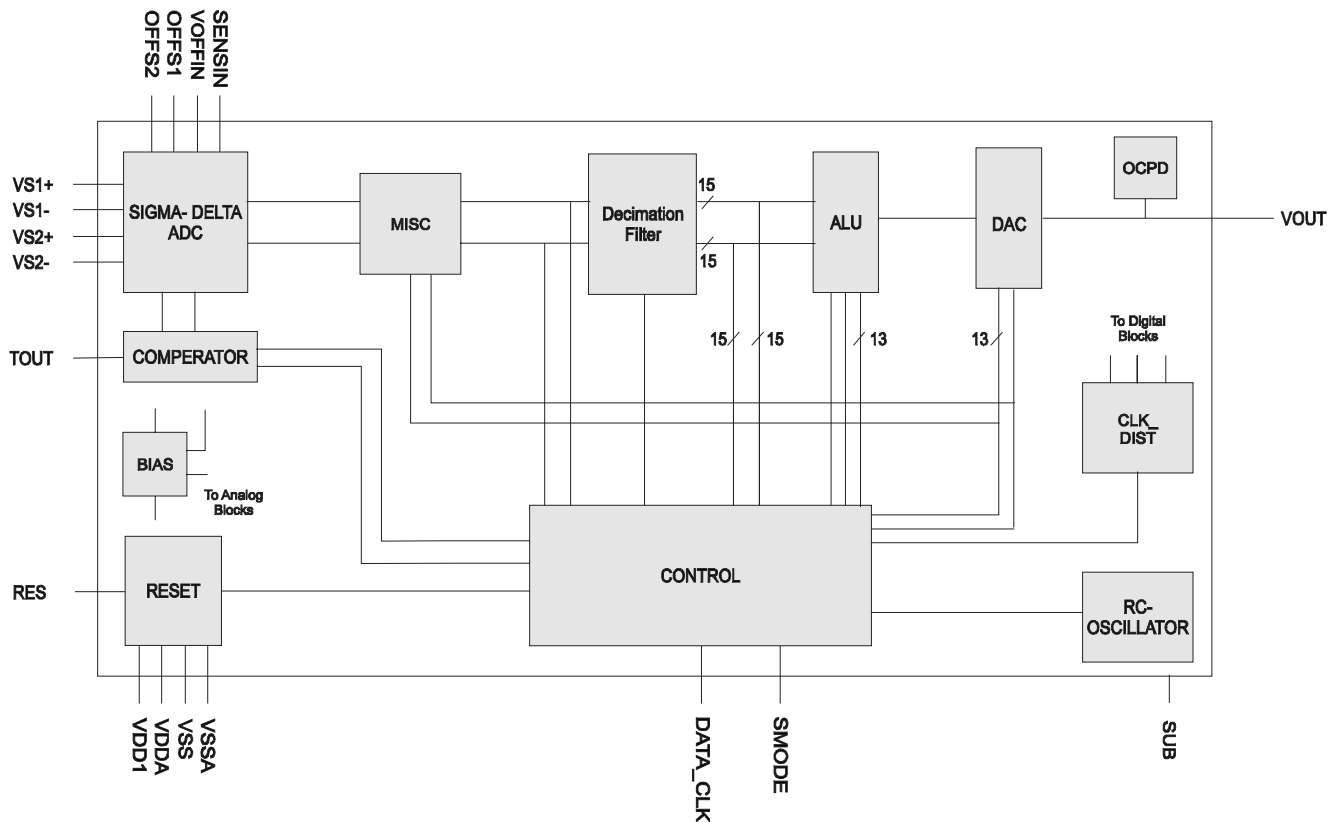 OFFS2
OFFS1
VOFFIN
SENSIN
VS1+
VS1-
VS2+
VS2-
SIGMA- DELTA
ADC
MISC
Decimation
Filter
15
15
ALU
DAC
OCPD
VOUT
TOUT
COMPERATOR
15
15
13
13
To Digital
Blocks
CLK_
DIST
BIAS
To Analog
Blocks
RES
RESET
CONTROL
RC-
OSCILLATOR
VDD1
VDDA
VSS
VSSA
DATA_CLK
SMODE
SUB